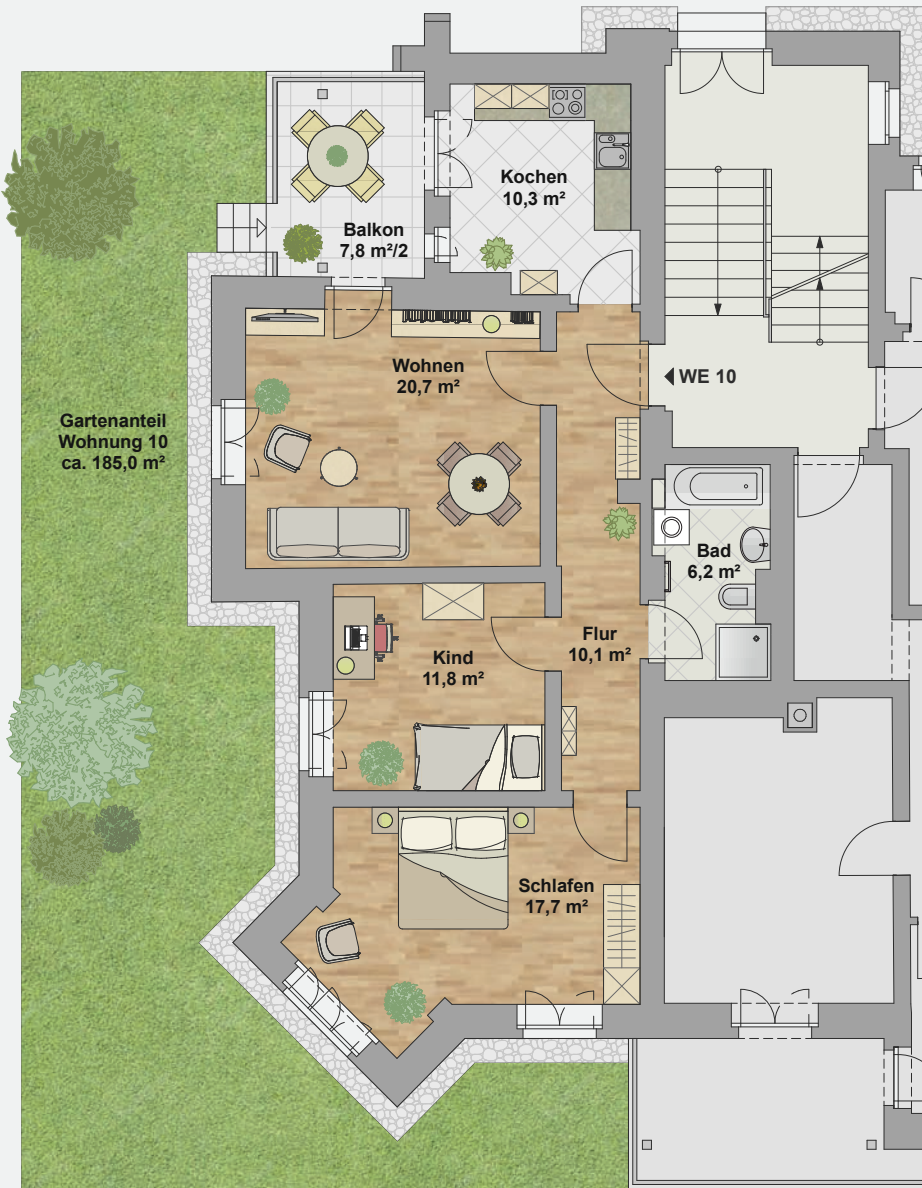 Kochen
10,3 m²
Balkon
7,8 m²/2
Wohnen
20,7 m²
WE 10
Gartenanteil
Wohnung 10
ca. 185,0 m²
Bad
6,2 m²
Flur
10,1 m²
Kind
11,8 m²
Schlafen
17,7 m²